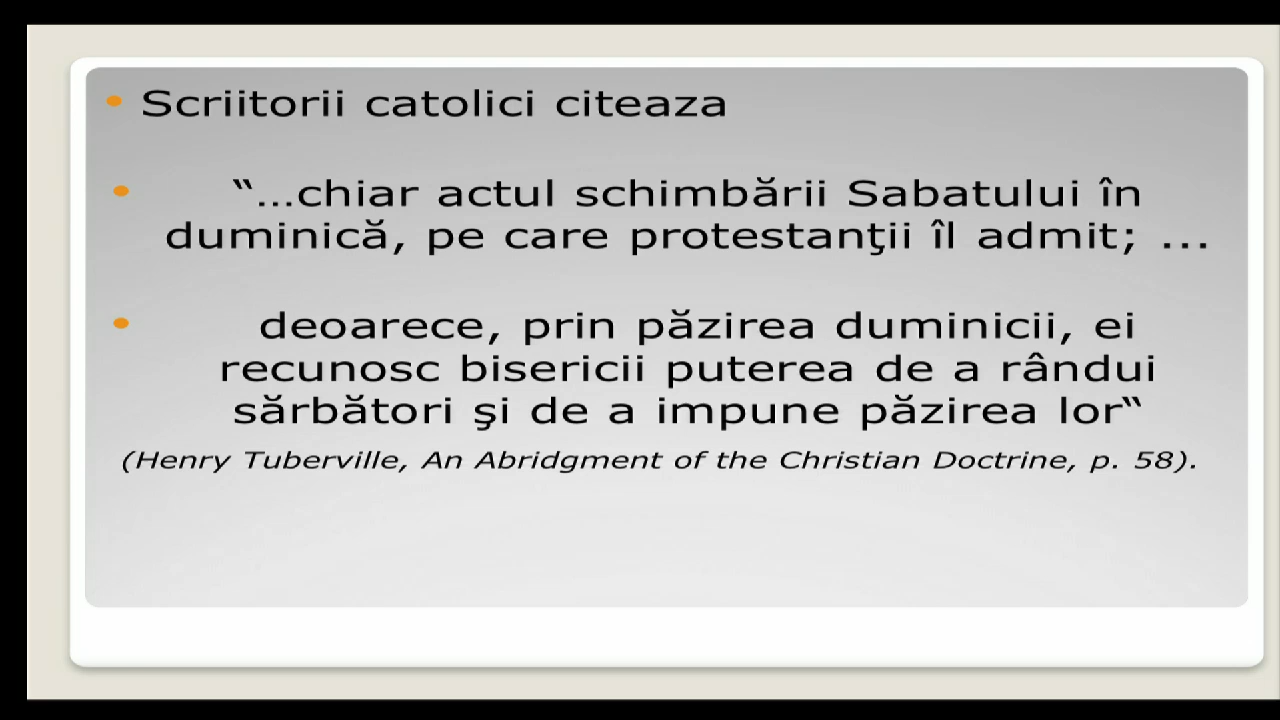 Scriitorii catolici citeaza
“…chiar actul schimbării Sabatului în
duminică, pe care protestanţii îl admit; ...
deoarece, prin păzirea duminicii, ei
recunosc bisericii puterea de a rândui
sărbători şi de a impune păzirea lor“
(Henry Tuberville, An Abridgment of the Christian Doctrine, p. 58).